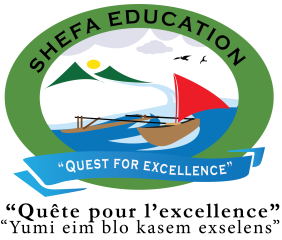 SHEFA EDUCATION
“QUEST FOR EXCELLENCE”
“Quête pour l’excellence”
“Yumi eim blo kasem exselens”